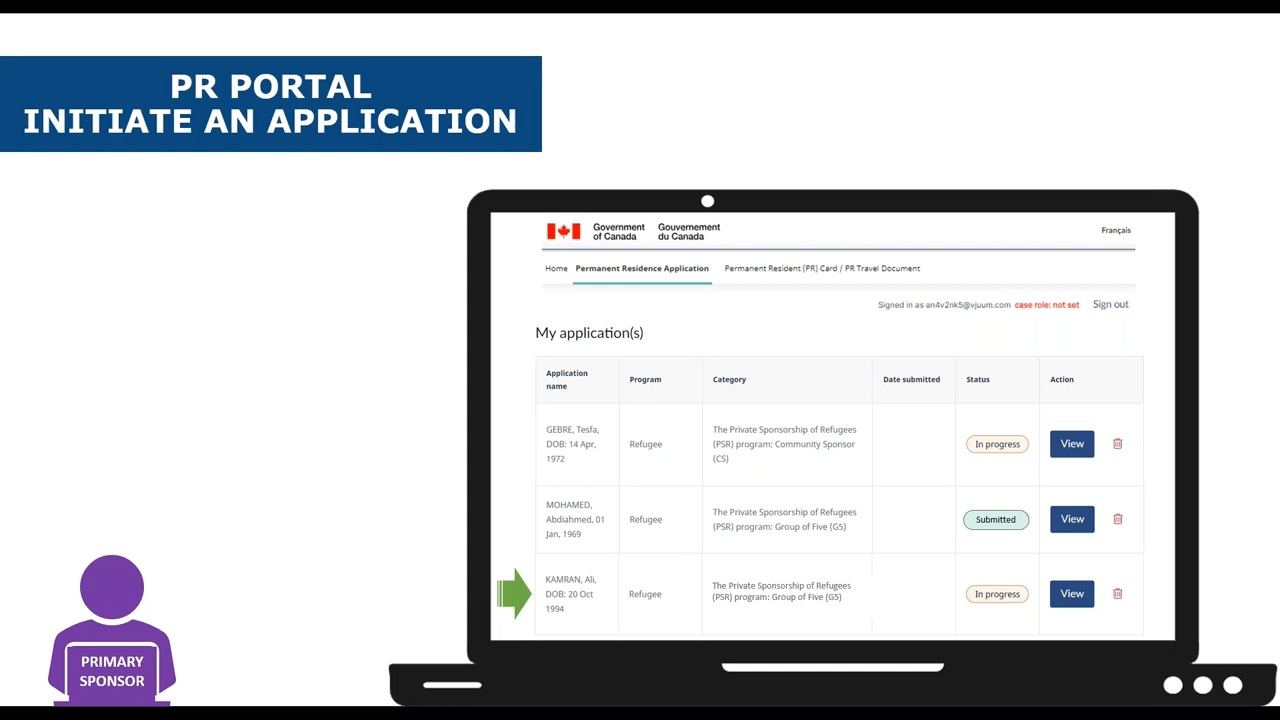 PR PORTAL
INITIATE AN APPLICATION
Government of Canada
Gouvernement du Canada
Français
Home Permanent Residence Application Permanent Resident (PR) Card / PR Travel Document
Signed in as an4v2nk5@vjuum.com case role: not set Sign out
My application(s)
Application name
Program
Category
Date submitted
Status
Action
GEBRE, Tesfa,
DOB: 14 Apr,
1972
Refugee
The Private Sponsorship of Refugees
(PSR) program: Community Sponsor
(CS)
In progress
View
MOHAMED,
Abdiahmed, 01
Jan, 1969
Refugee
The Private Sponsorship of Refugees
(PSR) program: Group of Five (G5)
Submitted
View
KAMRAN, Ali,
DOB: 20 Oct
1994
Refugee
The Private Sponsorship of Refugees
(PSR) program: Group of Five (G5)
In progress
View
PRIMARY
SPONSOR